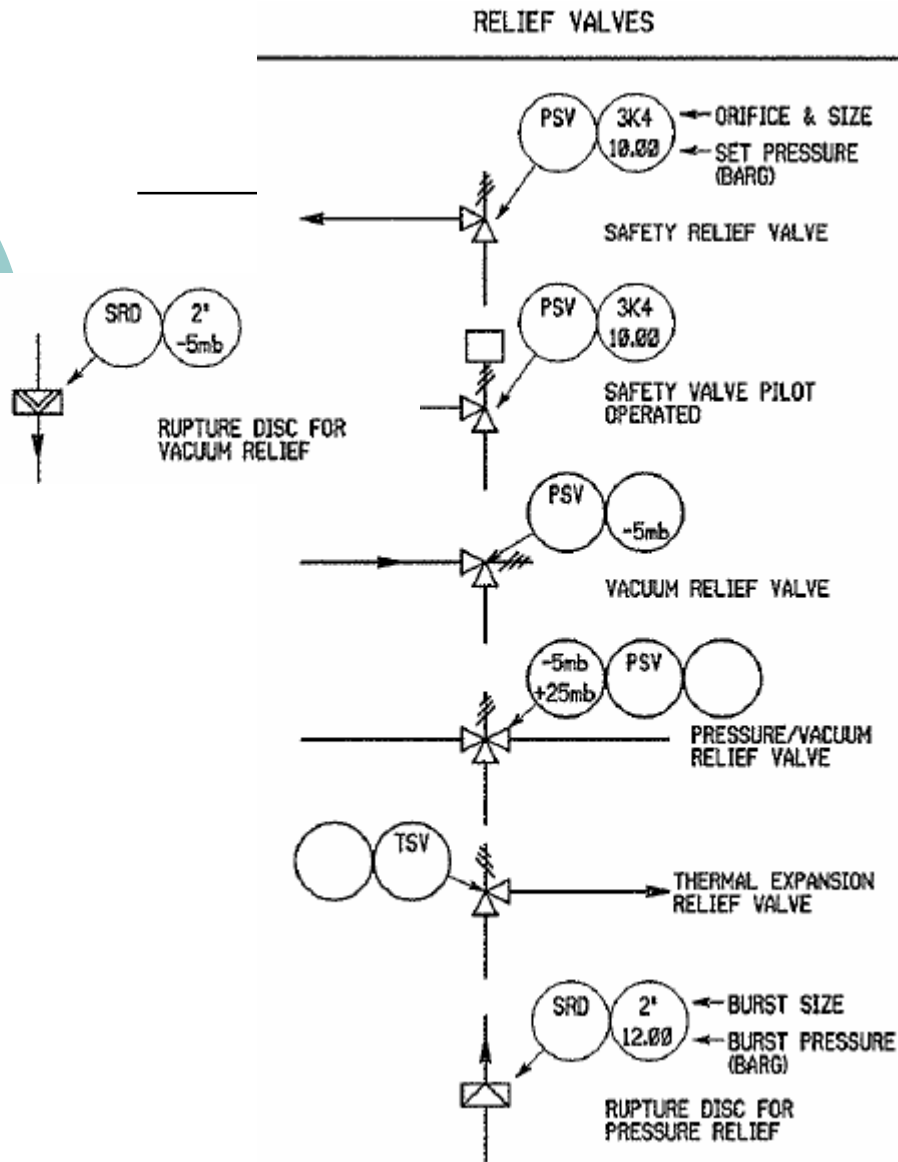 RELIEF VALVES
PSV
3K4
10.00
ORIFICE & SIZE
SET PRESSURE
(BARG)
SAFETY RELIEF VALVE
SRD
2"
-5mb
RUPTURE DISC FOR
VACUUM RELIEF
PSV
3K4
10.00
SAFETY VALVE PILOT
OPERATED
PSV
-5mb
VACUUM RELIEF VALVE
-5mb
+25mb
PSV
PRESSURE/VACUUM
RELIEF VALVE
TSV
THERMAL EXPANSION
RELIEF VALVE
SRD
2"
12.00
BURST SIZE
BURST PRESSURE
(BARG)
RUPTURE DISC FOR
PRESSURE RELIEF